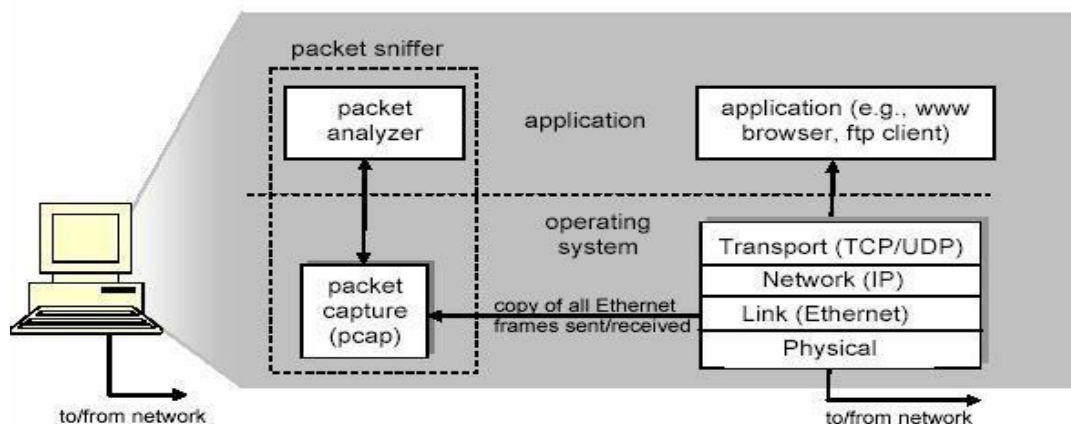 packet sniffer
packet
analyzer
application
application (e.g., www
browser, ftp client)
operating
system
packet
capture
(pcap)
copy of all Ethernet
frames sent/received
Transport (TCP/UDP)
Network (IP)
Link (Ethernet)
Physical
to/from network
to/from network